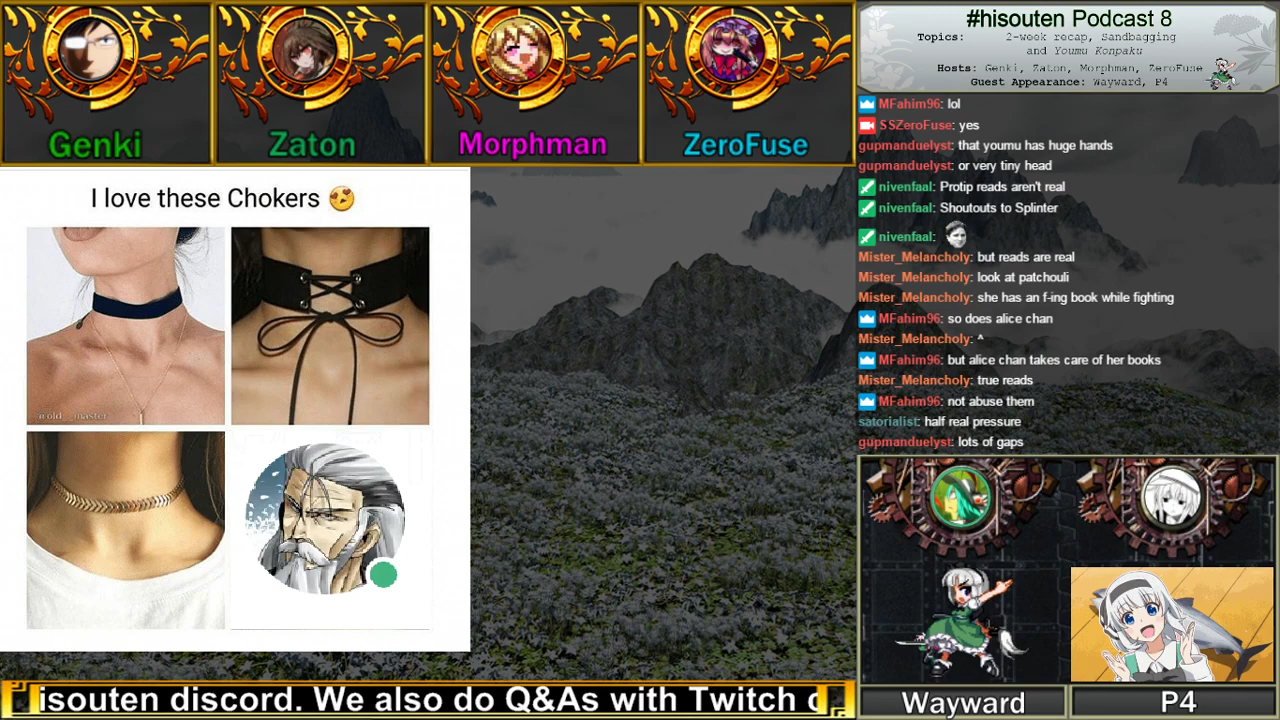 Genki
Zaton
Morphman
ZeroFuse
#hisouten Podcast 8
Topics: 2-week recap, Sandbagging
and Youmu Konpaku
Hosts: Genki, Zaton, Morphman, ZeroFuse
Guest Appearance: Wayward, P4
I love these Chokers 😍
MFahim96: lol
SSZeroFuse: yes
gupmanduelyst: that youmu has huge hands
gupmanduelyst: or very tiny head
nivenfaal: Protip reads aren't real
nivenfaal: Shoutouts to Splinter
nivenfaal:
Mister_Melancholy: but reads are real
Mister_Melancholy: look at patchouli
Mister_Melancholy: she has an f-ing book while fighting
MFahim96: so does alice chan
Mister_Melancholy: ^
MFahim96: but alice chan takes care of her books
Mister_Melancholy: true reads
MFahim96: not abuse them
satorialist: half real pressure
gupmanduelyst: lots of gaps
Wayward
P4
isouten discord. We also do Q&As with Twitch